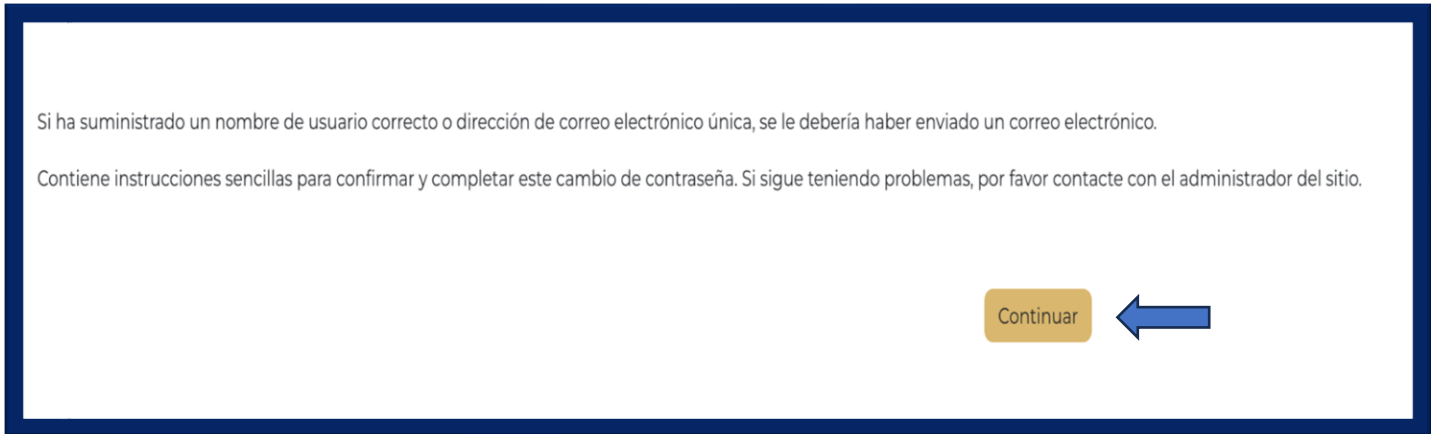 Si ha suministrado un nombre de usuario correcto o dirección de correo electrónico única, se le debería haber enviado un correo electrónico.
Contiene instrucciones sencillas para confirmar y completar este cambio de contraseña. Si sigue teniendo problemas, por favor contacte con el administrador del sitio.
Continuar